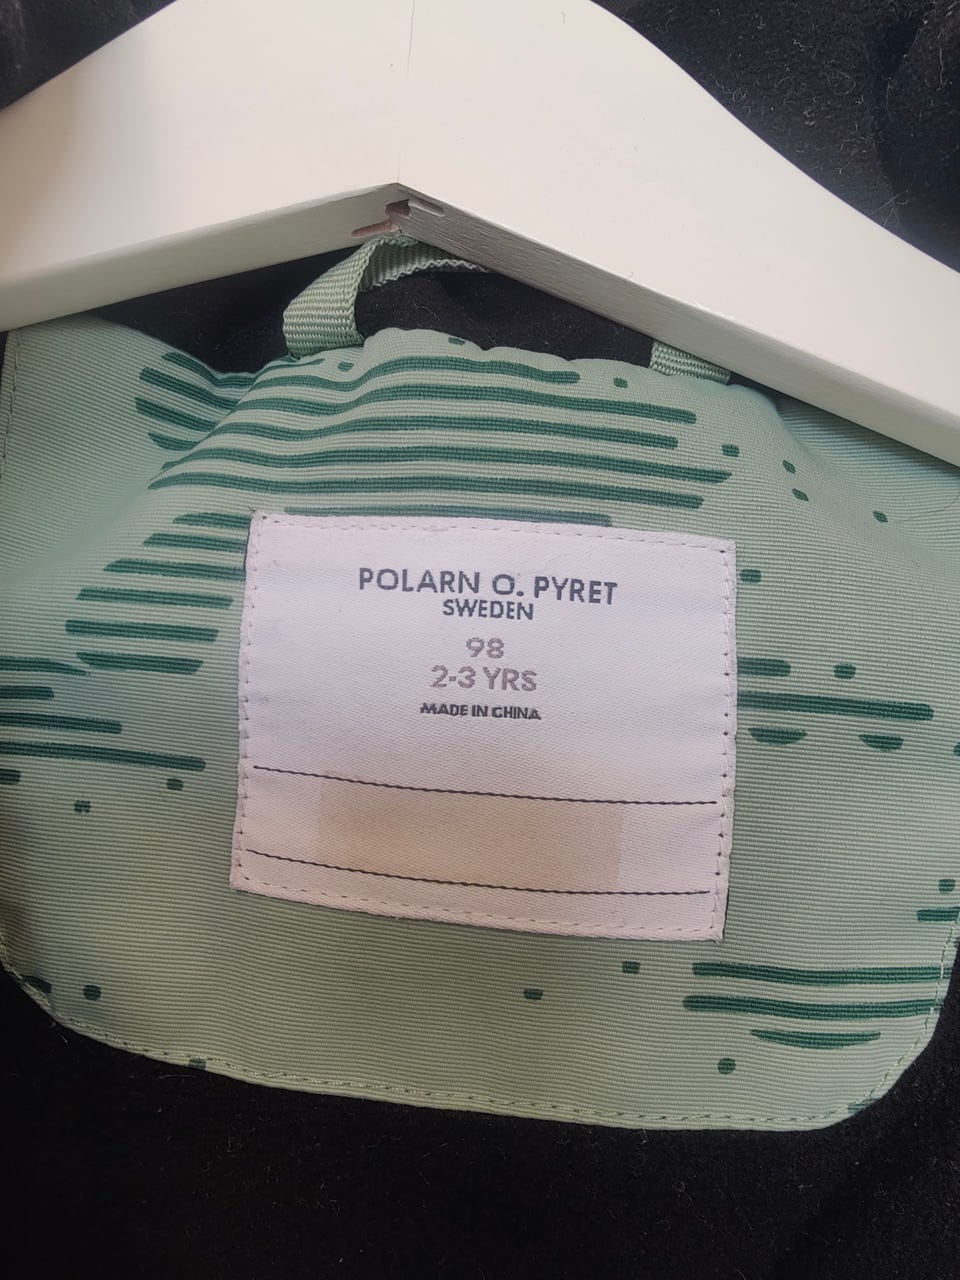 POLARN O. PYRET
SWEDEN
98
2-3 YRS
MADE IN CHINA